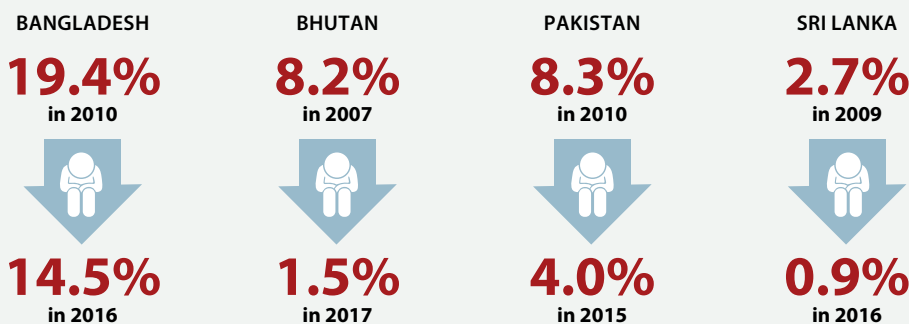 BANGLADESH
19.4%
in 2010
14.5%
in 2016
BHUTAN
8.2%
in 2007
1.5%
in 2017
PAKISTAN
8.3%
in 2010
4.0%
in 2015
SRI LANKA
2.7%
in 2009
0.9%
in 2016